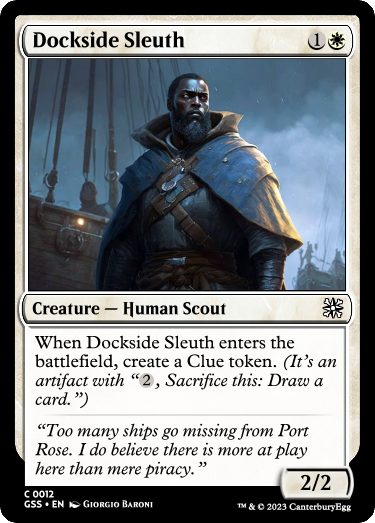 Dockside Sleuth 1
Creature — Human Scout
When Dockside Sleuth enters the
battlefield, create a Clue token. (It's an
artifact with “2, Sacrifice this: Draw a
card.”)
“Too many ships go missing from Port
Rose. I do believe there is more at play
here than mere piracy.”
2/2
C 0012
GSS • EN Giorgio Baroni
™ & © 2023 CanterburyEgg